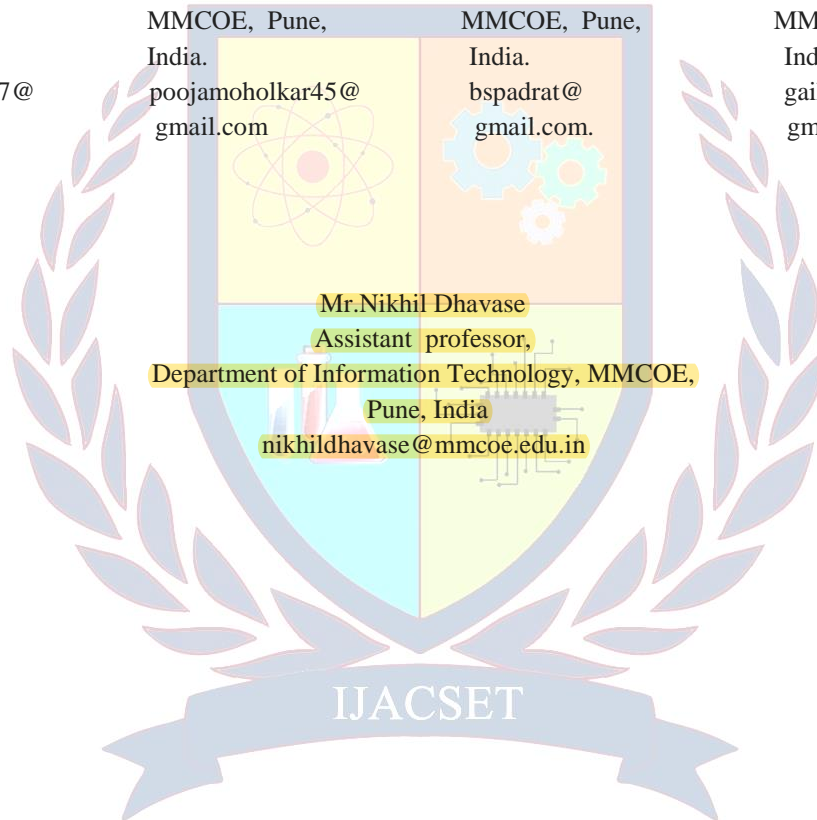 MMCOE, Pune, MMCOE, Pune,
India. India.
7@ poojamoholkar45@ bspadrat@
gmail.com gmail.com.
Mr.Nikhil Dhavase
Assistant professor,
Department of Information Technology, MMCOE,
Pune, India
nikhildhavase@mmcoe.edu.in
IJACSET